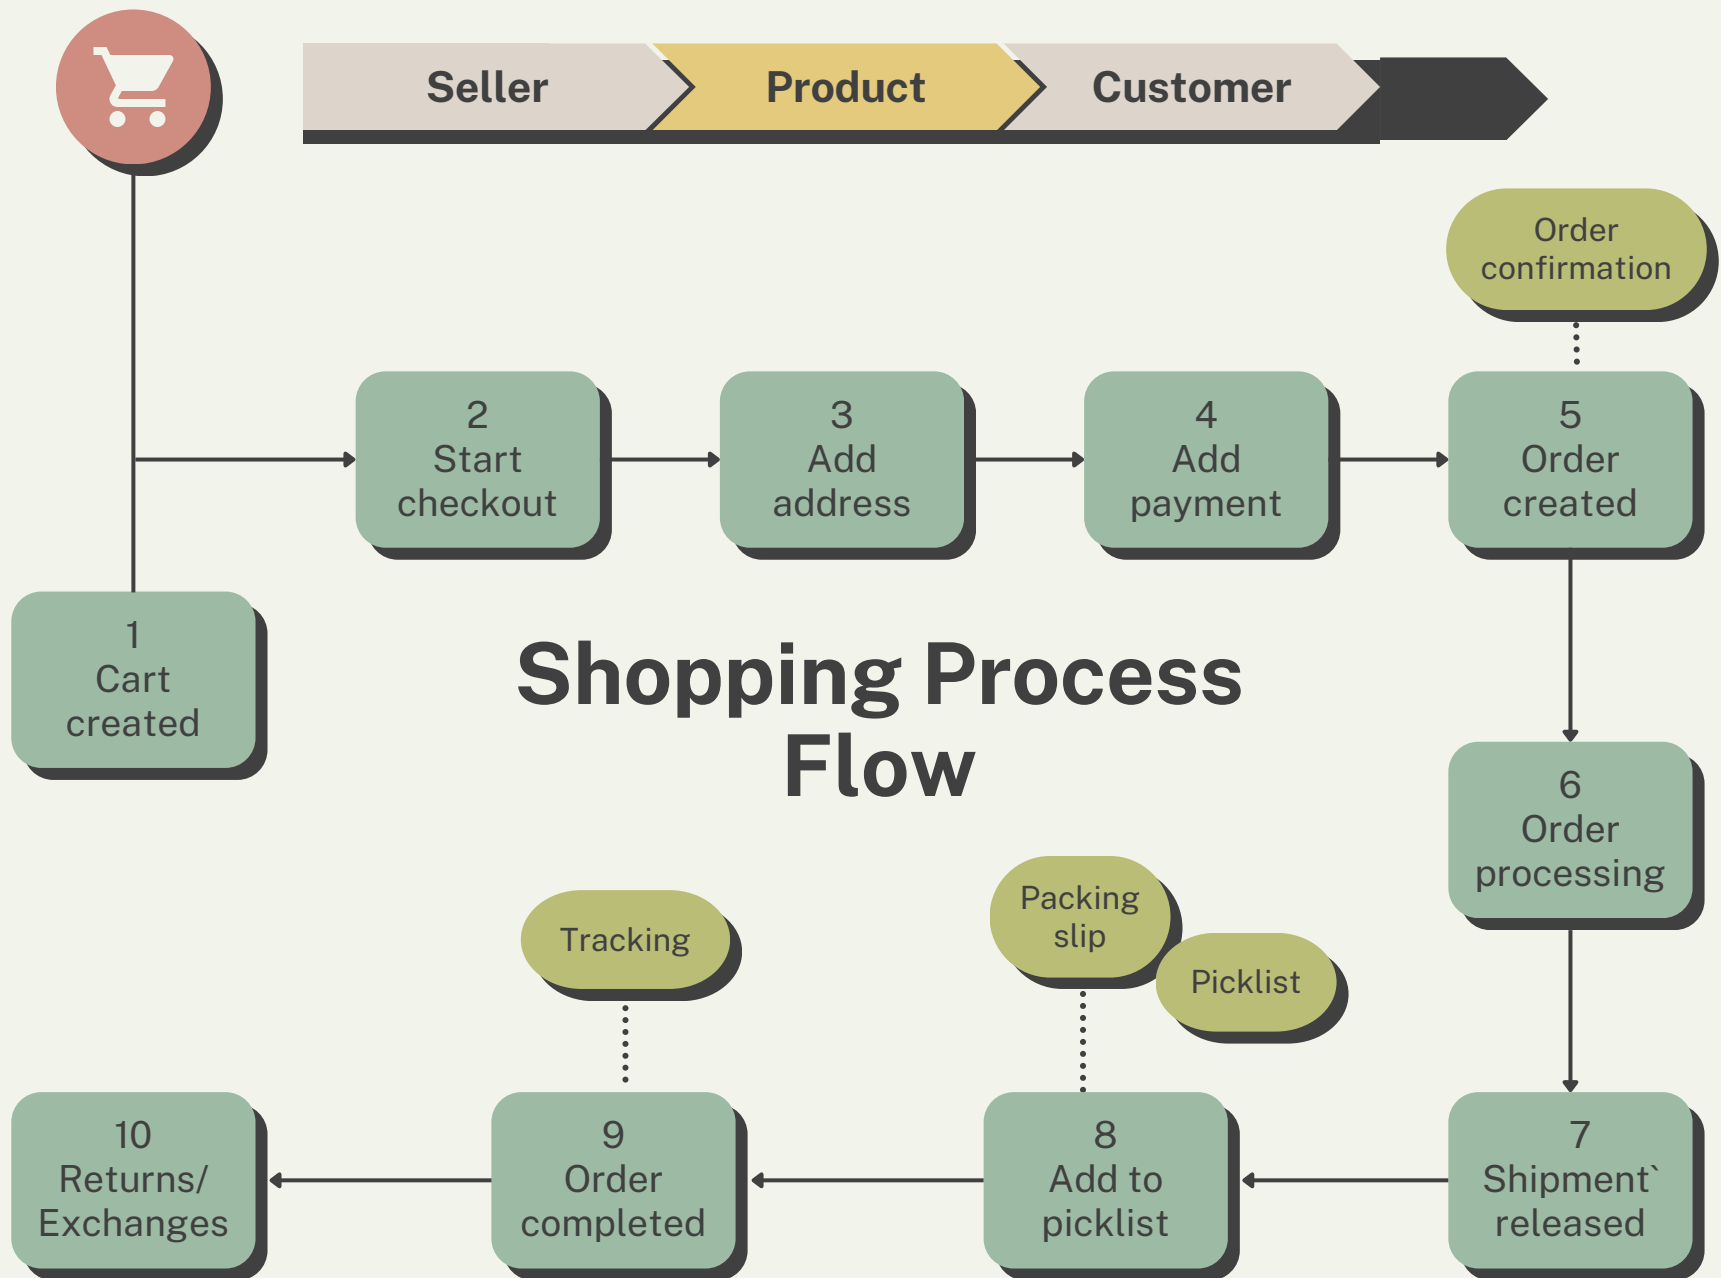 Seller
Product
Customer
Order
confirmation
2
Start
checkout
3
Add
address
4
Add
payment
5
Order
created
1
Cart
created
Shopping Process
Flow
6
Order
processing
Packing
slip
Tracking
Picklist
10
Returns/
Exchanges
9
Order
completed
8
Add to
picklist
7
Shipment`
released